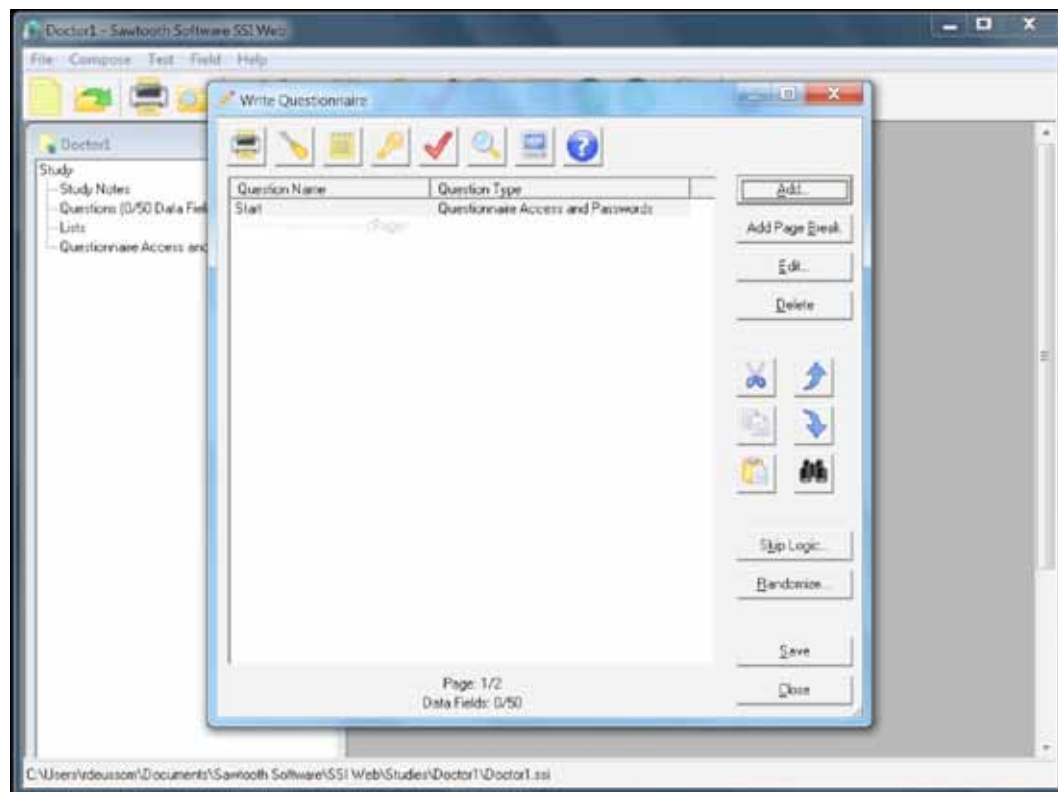 Doctor1 - Sawtooth Software SSI Web
File Compose Test Field Help
Write Questionnaire
Doctor1
Study
Study Notes
Questions (0/50 Data Fiel
Lists
Questionnaire Access and
Question Name Question Type
Start Questionnaire Access and Passwords
(Page)
Add...
Add Page Break
Edit...
Delete
Skip Logic...
Randomize...
Save
Close
Page: 1/2
Data Fields: 0/50
C:\Users\rdeussom\Documents\Sawtooth Software\SSI Web\Studies\Doctor1\Doctor1.ssi